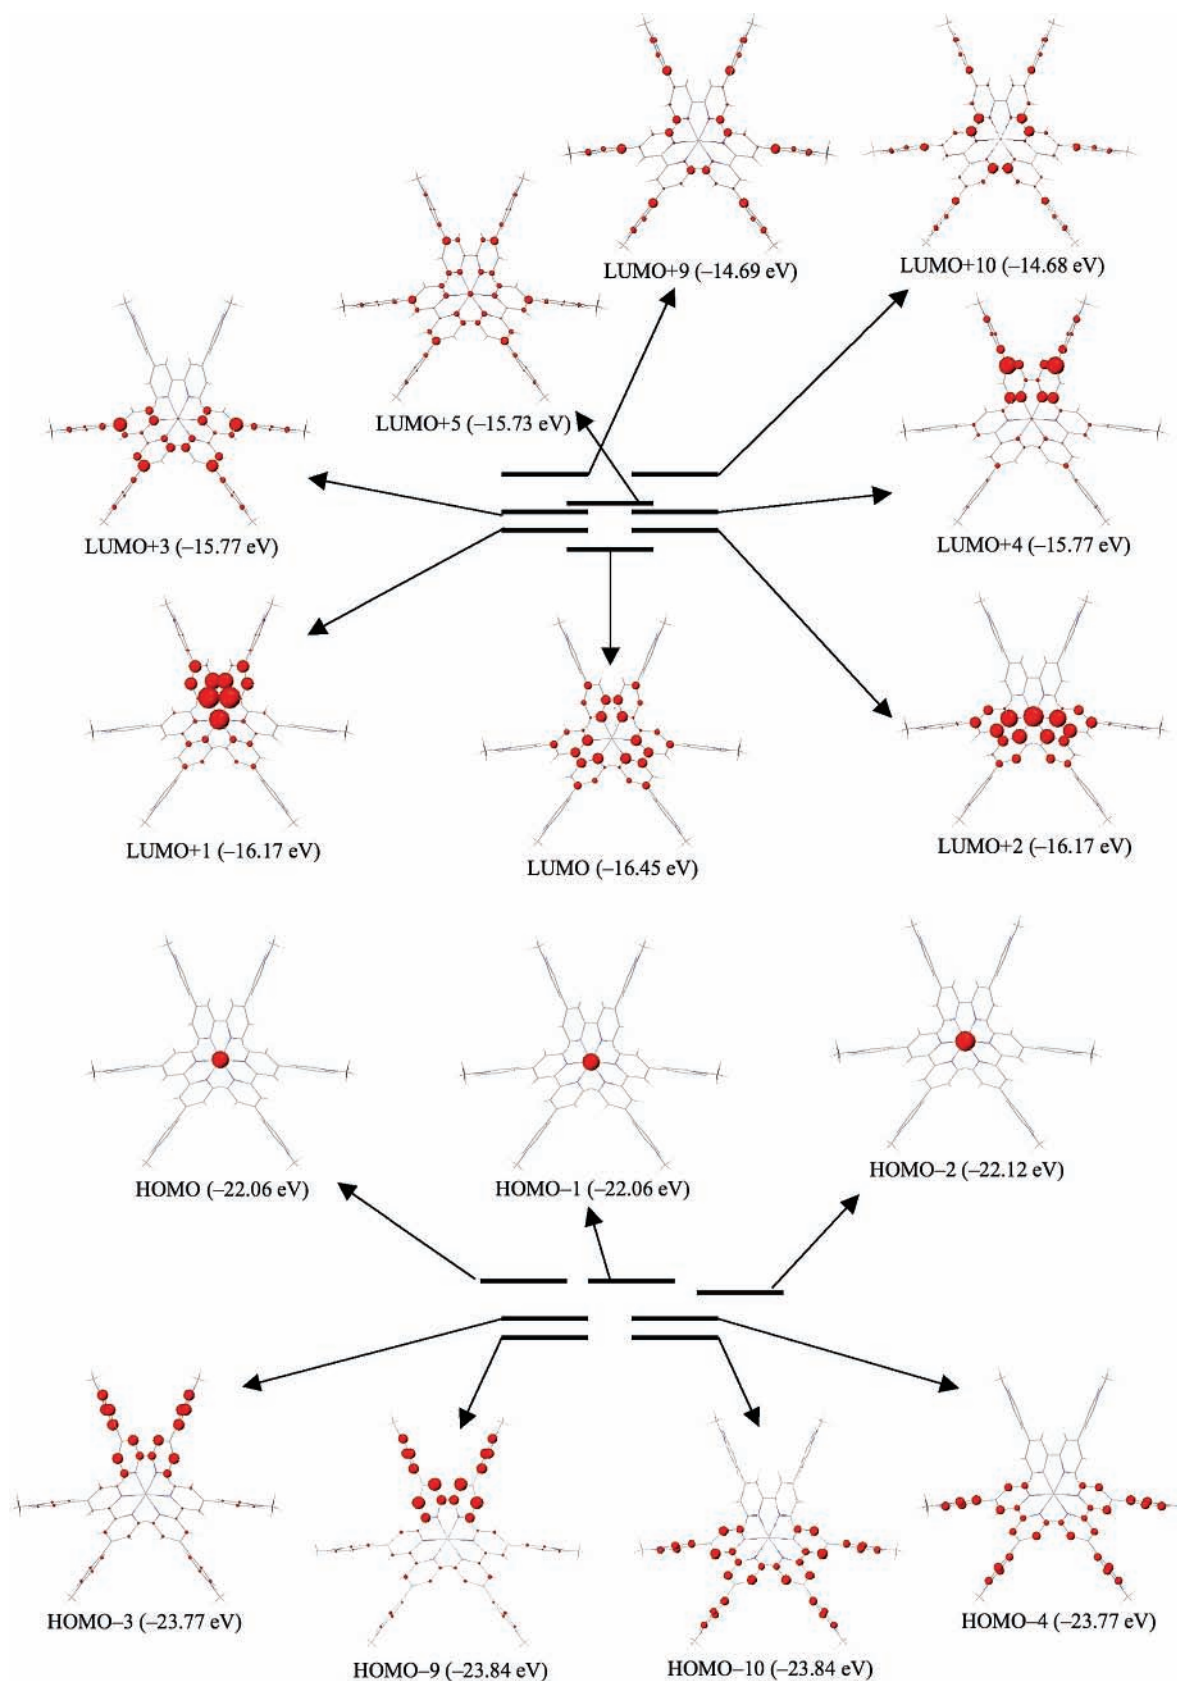 LUMO+9 (–14.69 eV)
LUMO+10 (–14.68 eV)
LUMO+5 (–15.73 eV)
LUMO+3 (–15.77 eV)
LUMO+4 (–15.77 eV)
LUMO+1 (–16.17 eV)
LUMO (–16.45 eV)
LUMO+2 (–16.17 eV)
HOMO (–22.06 eV)
HOMO–1 (–22.06 eV)
HOMO–2 (–22.12 eV)
HOMO–3 (–23.77 eV)
HOMO–9 (–23.84 eV)
HOMO–10 (–23.84 eV)
HOMO–4 (–23.77 eV)